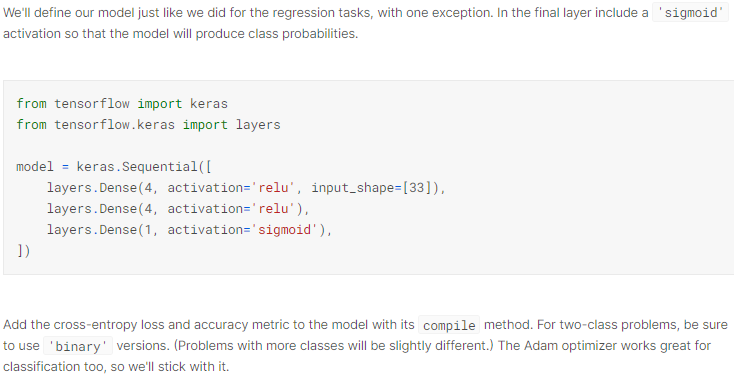 We'll define our model just like we did for the regression tasks, with one exception. In the final layer include a 'sigmoid'
activation so that the model will produce class probabilities.
from tensorflow import keras
from tensorflow.keras import layers
model = keras.Sequential([
    layers.Dense(4, activation='relu', input_shape=[33]),
    layers.Dense(4, activation='relu'),
    layers.Dense(1, activation='sigmoid'),
])
Add the cross-entropy loss and accuracy metric to the model with its compile method. For two-class problems, be sure
to use 'binary' versions. (Problems with more classes will be slightly different.) The Adam optimizer works great for
classification too, so we'll stick with it.